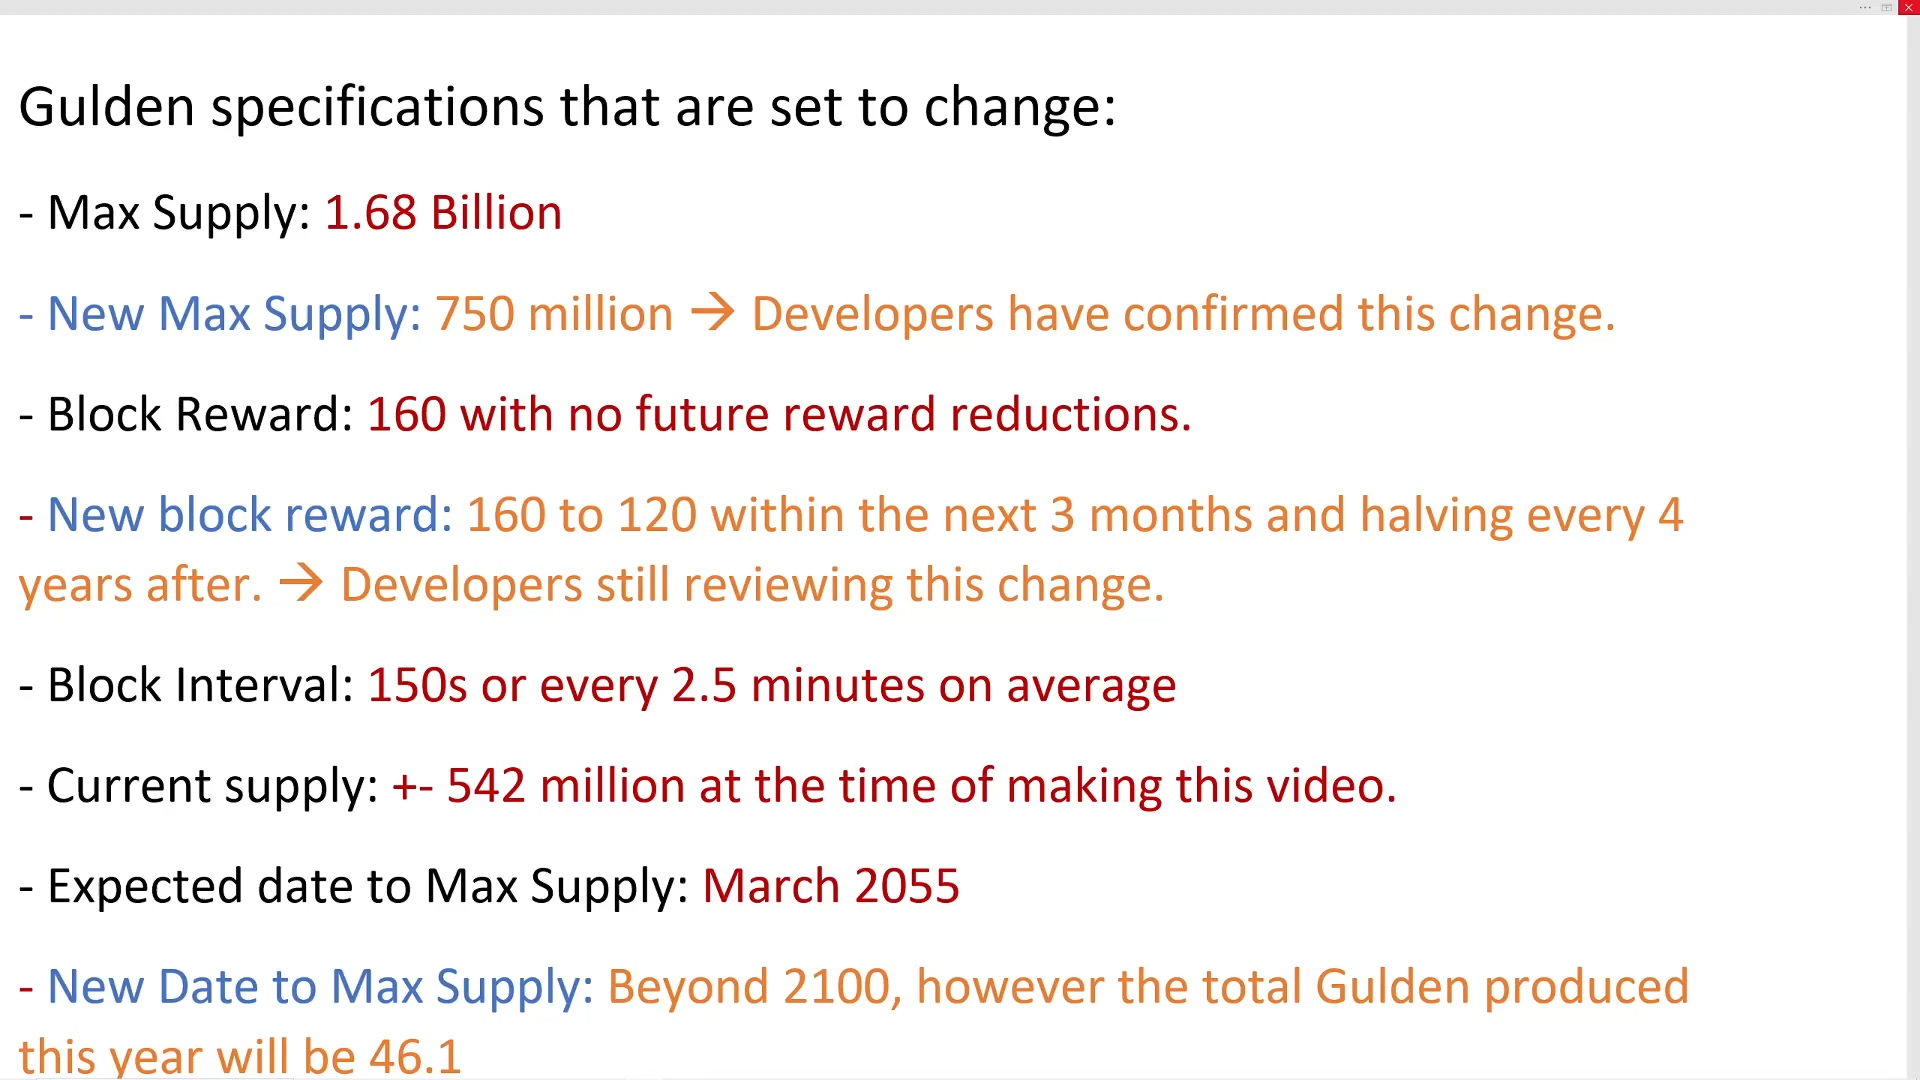 Gulden specifications that are set to change:
- Max Supply: 1.68 Billion
- New Max Supply: 750 million → Developers have confirmed this change.
- Block Reward: 160 with no future reward reductions.
- New block reward: 160 to 120 within the next 3 months and halving every 4
years after. → Developers still reviewing this change.
- Block Interval: 150s or every 2.5 minutes on average
- Current supply: +- 542 million at the time of making this video.
- Expected date to Max Supply: March 2055
- New Date to Max Supply: Beyond 2100, however the total Gulden produced
this year will be 46.1